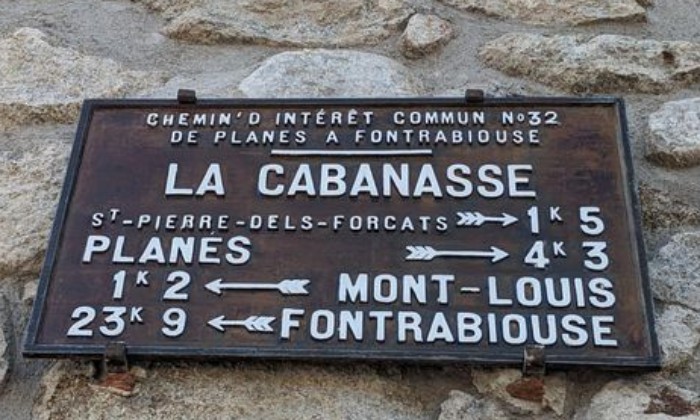 CHEMIN'D INTÉRÊT COMMUN No32
DE PLANES A FONTRABIOUSE
LA CABANASSE
ST-PIERRE-DELS-FORCATS 1K 5
PLANES 4K 3
1K 2 MONT-LOUIS
23K 9 FONTRABIOUSE